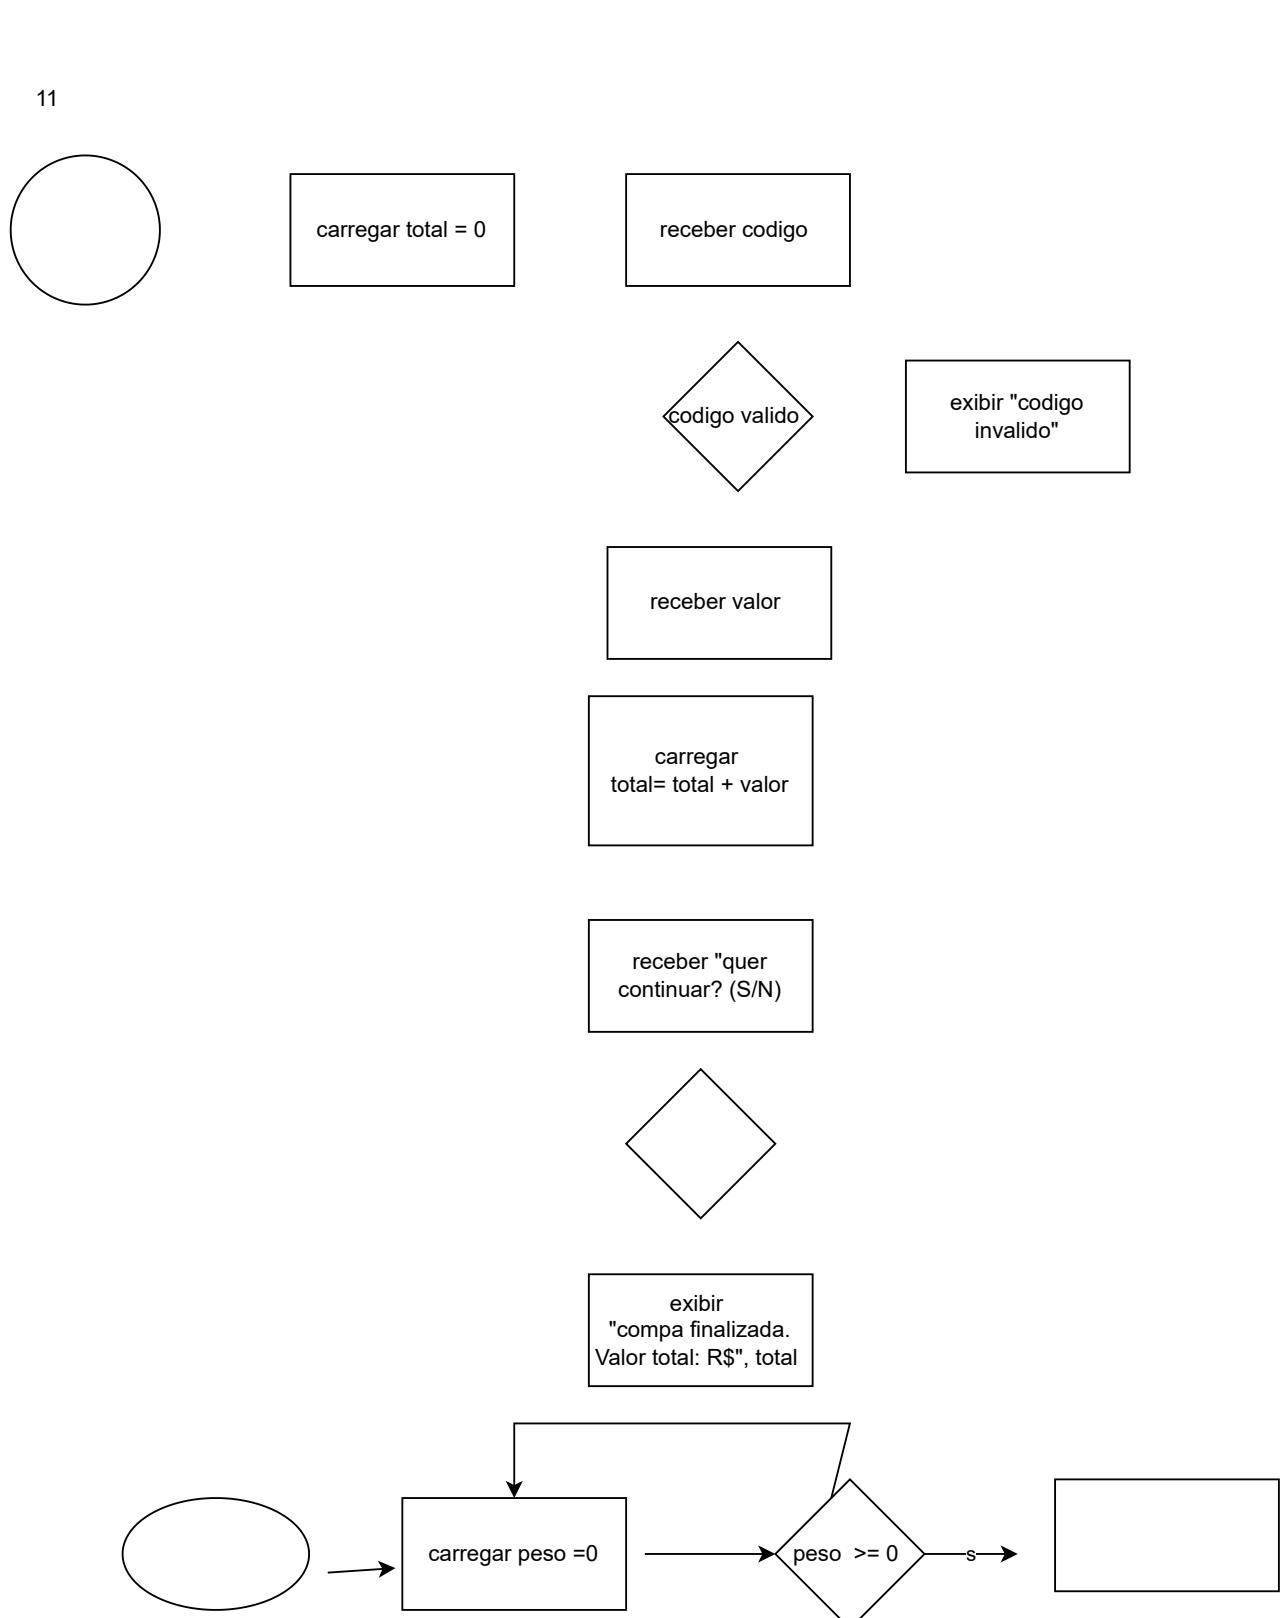 11
carregar total = 0
receber codigo
codigo valido
exibir "codigo
invalido"
receber valor
carregar
total= total + valor
receber "quer
continuar? (S/N)
exibir
"compa finalizada.
Valor total: R$", total
carregar peso =0
peso  >= 0
s